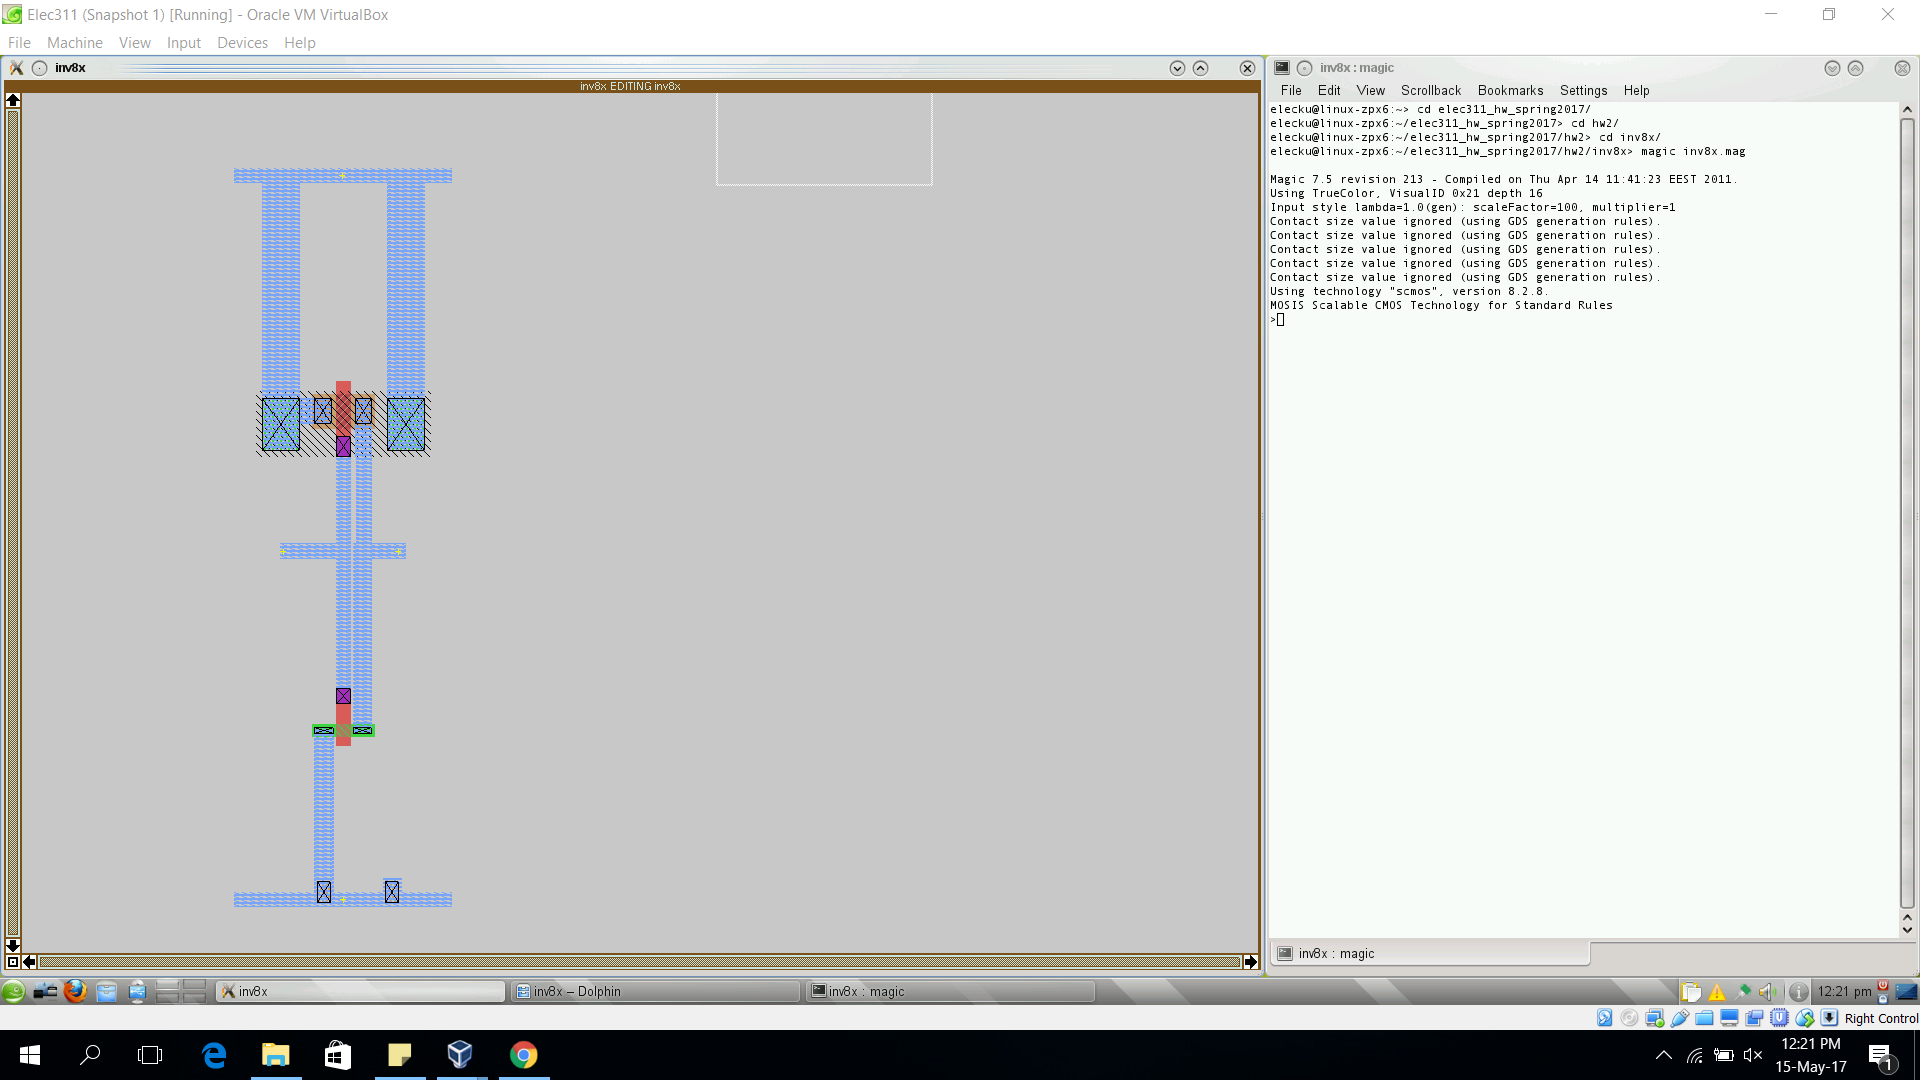 Elec311 (Snapshot 1) [Running] - Oracle VM VirtualBox
File Machine View Input Devices Help
inv8x
inv8x EDITING inv8x
inv8x : magic
File Edit View Scrollback Bookmarks Settings Help
elecku@linux-zpx6:~> cd elec311_hw_spring2017/
elecku@linux-zpx6:~/elec311_hw_spring2017> cd hw2/
elecku@linux-zpx6:~/elec311_hw_spring2017/hw2> cd inv8x/
elecku@linux-zpx6:~/elec311_hw_spring2017/hw2/inv8x> magic inv8x.mag
Magic 7.5 revision 213 - Compiled on Thu Apr 14 11:41:23 EEST 2011.
Using TrueColor, VisualID 0x21 depth 16
Input style lambda=1.0(gen): scaleFactor=100, multiplier=1
Contact size value ignored (using GDS generation rules).
Contact size value ignored (using GDS generation rules).
Contact size value ignored (using GDS generation rules).
Contact size value ignored (using GDS generation rules).
Contact size value ignored (using GDS generation rules).
Using technology "scmos", version 8.2.8.
MOSIS Scalable CMOS Technology for Standard Rules
>
inv8x : magic
inv8x
inv8x – Dolphin
inv8x : magic
12:21 pm
Right Control
12:21 PM
15-May-17
1